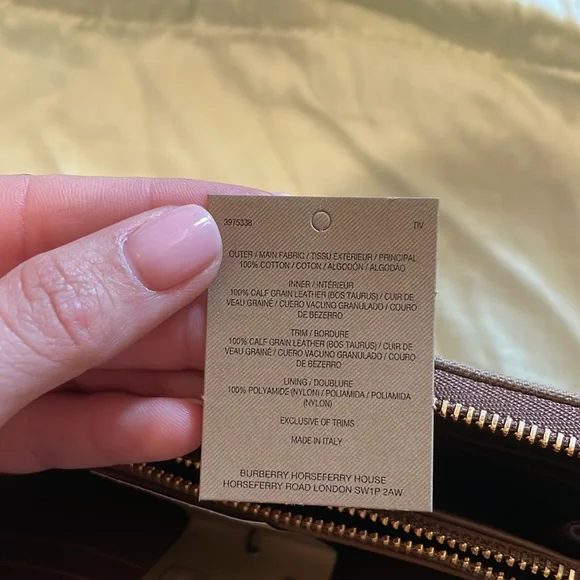 3975338 TIV
OUTER / MAIN FABRIC / TISSU EXTÉRIEUR / PRINCIPAL
100% COTTON / COTON / ALGODÓN / ALGODÃO
INNER / INTÉRIEUR
100% CALF GRAIN LEATHER (BOS TAURUS) / CUIR DE
VEAU GRAINÉ / CUERO VACUNO GRANULADO / COURO
DE BEZERRO
TRIM / BORDURE
100% CALF GRAIN LEATHER (BOS TAURUS) / CUIR DE
VEAU GRAINÉ / CUERO VACUNO GRANULADO / COURO
DE BEZERRO
LINING / DOUBLURE
100% POLYAMIDE (NYLON) / POLIAMIDA / POLIAMIDA
(NYLON)
EXCLUSIVE OF TRIMS
MADE IN ITALY
BURBERRY HORSEFERRY HOUSE
HORSEFERRY ROAD LONDON SW1P 2AW